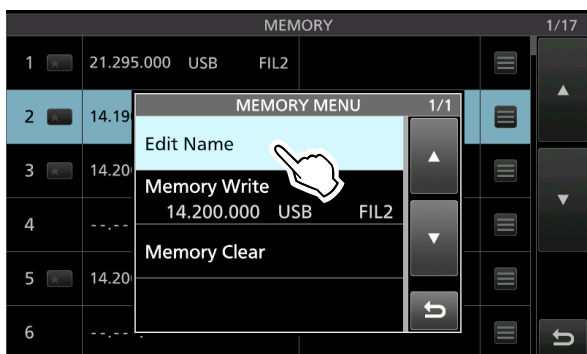 MEMORY 1/17
1 21.295.000 USB FIL2
MEMORY MENU 1/1
2 14.19
Edit Name
3 14.20
Memory Write
14.200.000 USB FIL2
4 --.--
Memory Clear
5 14.20
6 --.--